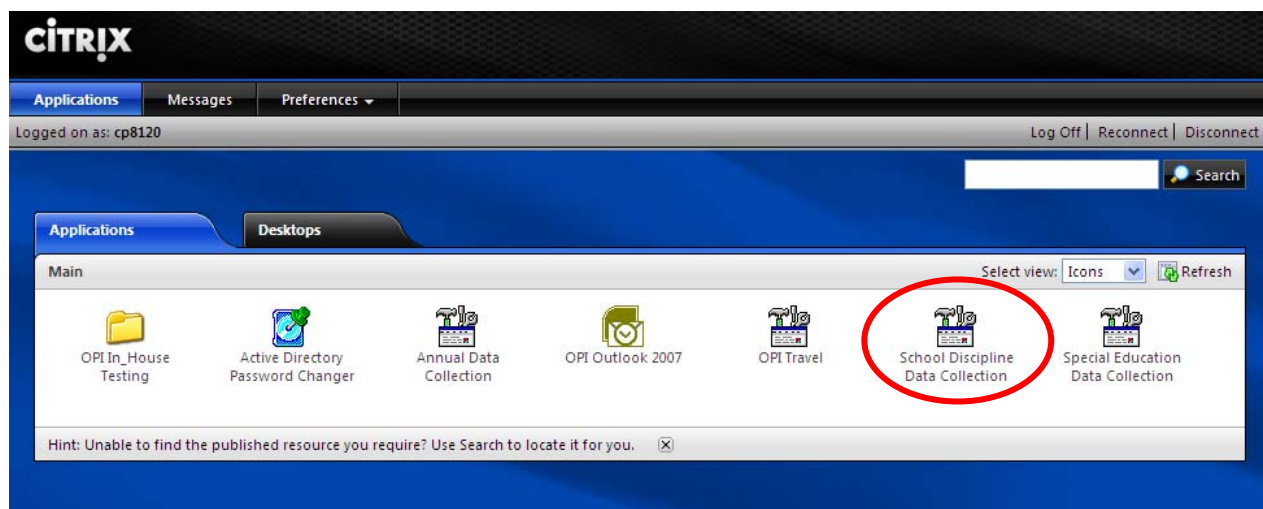 CİTRIX
Applications Messages Preferences
Logged on as: cp8120 Log Off | Reconnect | Disconnect
Search
Applications Desktops
Main Select view: Icons Refresh
OPI In_House Active Directory Annual Data OPI Outlook 2007 OPI Travel School Discipline Special Education
Testing Password Changer Collection Data Collection Data Collection
Hint: Unable to find the published resource you require? Use Search to locate it for you.